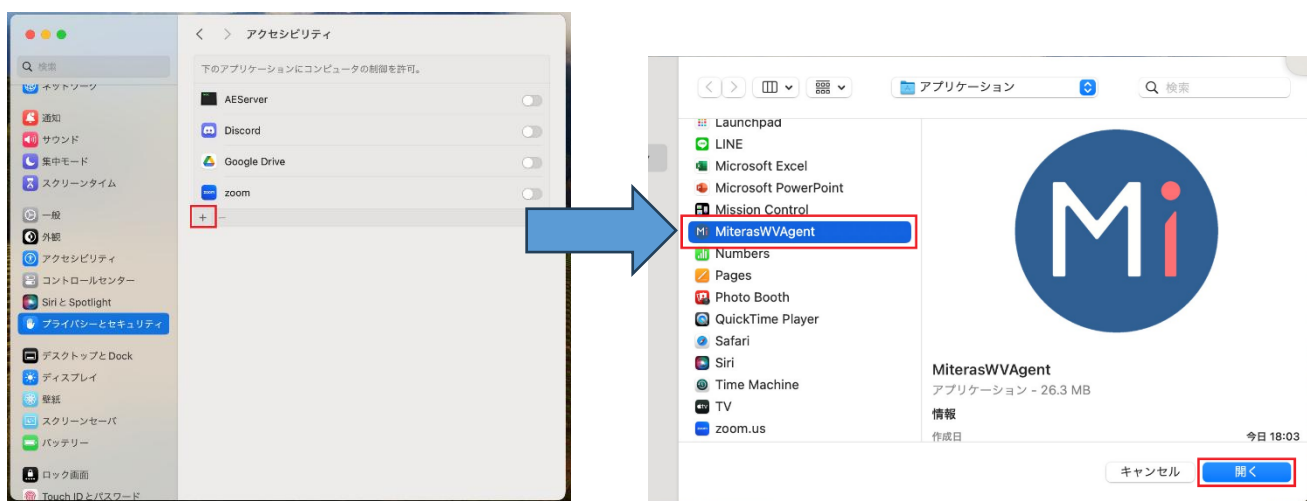 検索
ネットワーク
通知
サウンド
集中モード
スクリーンタイム
一般
外観
アクセシビリティ
コントロールセンター
Siri と Spotlight
プライバシーとセキュリティ
デスクトップと Dock
ディスプレイ
壁紙
スクリーンセーバ
バッテリー
ロック画面
Touch ID とパスワード
アクセシビリティ
下のアプリケーションにコンピュータの制御を許可。
AEServer
Discord
Google Drive
zoom
zoom
+ −
アプリケーション
検索
Launchpad
LINE
Microsoft Excel
Microsoft PowerPoint
Mission Control
Mi MiterasWVAgent
Numbers
Pages
Photo Booth
QuickTime Player
Safari
Siri
Time Machine
tv TV
zoom zoom.us
Mi
MiterasWVAgent
アプリケーション - 26.3 MB
情報
作成日 今日 18:03
キャンセル 開く